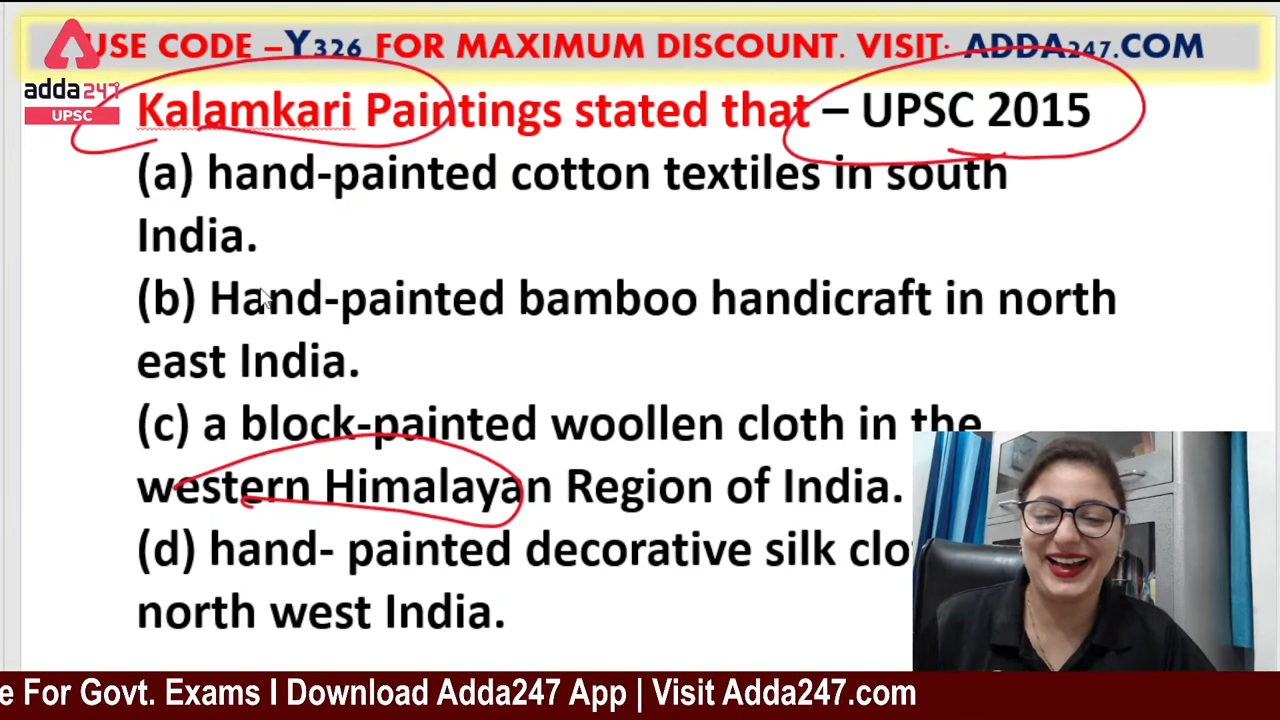 USE CODE –Y326 FOR MAXIMUM DISCOUNT. VISIT: ADDA247.COM
adda247
UPSC
Kalamkari Paintings stated that – UPSC 2015
(a) hand-painted cotton textiles in south
India.
(b) Hand-painted bamboo handicraft in north
east India.
(c) a block-painted woollen cloth in the
western Himalayan Region of India.
(d) hand- painted decorative silk clo
north west India.
e For Govt. Exams I Download Adda247 App | Visit Adda247.com